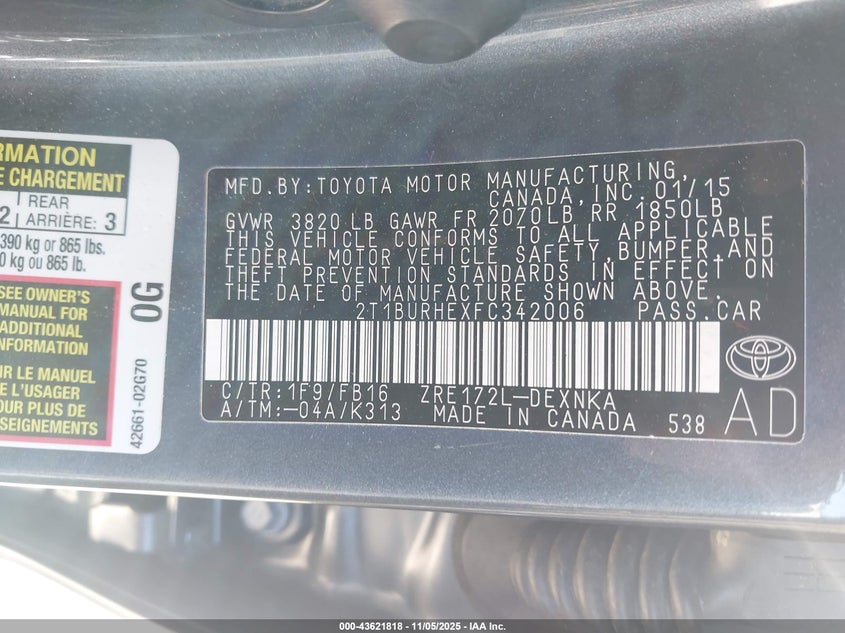 RMATION
E CHARGEMENT
2 REAR
ARRIÈRE: 3
390 kg or 865 lbs.
0 kg ou 865 lb.
SEE OWNER'S
MANUAL FOR
ADDITIONAL
INFORMATION
SUR LE MANUEL
L'USAGER
POUR PLUS DE
SEIGNEMENTS
0G
42661-02G70
MFD.BY:TOYOTA MOTOR MANUFACTURING,
CANADA,INC. 01/15
GVWR 3820 LB GAWR FR 2070LB RR 1850LB
THIS VEHICLE CONFORMS TO ALL APPLICABLE
FEDERAL MOTOR VEHICLE SAFETY,BUMPER,AND
THEFT PREVENTION STANDARDS IN EFFECT ON
THE DATE OF MANUFACTURE SHOWN ABOVE.
2T1BURHEXFC342006 PASS.CAR
C/TR:1F9/FB16 ZRE172L-DEXNKA
A/TM:-04A/K313 MADE IN CANADA 538
AD
000-43621818 - 11/05/2025 - IAA Inc.